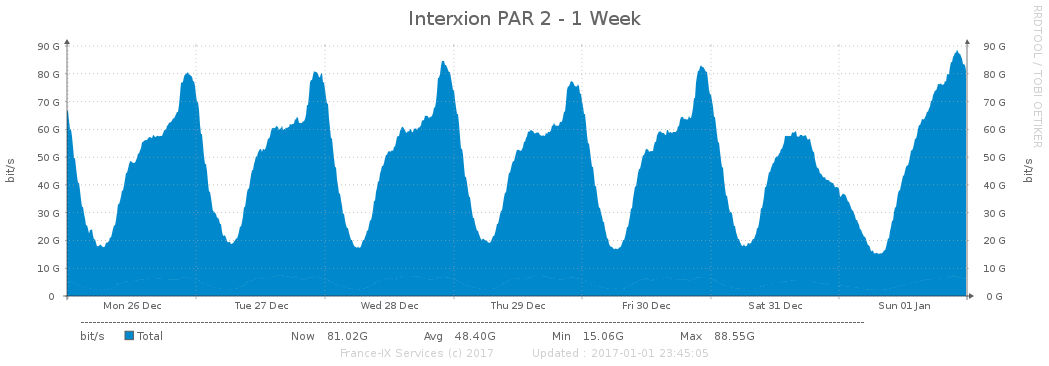 Interxion PAR 2 - 1 Week
RRDTOOL / TOBI OETIKER
90 G 90 G
80 G 80 G
70 G 70 G
60 G 60 G
50 G 50 G
40 G 40 G
30 G 30 G
20 G 20 G
10 G 10 G
0 0 G
bit/s
bit/s
Mon 26 Dec Tue 27 Dec Wed 28 Dec Thu 29 Dec Fri 30 Dec Sat 31 Dec Sun 01 Jan
bit/s Total Now 81.02G Avg 48.40G Min 15.06G Max 88.55G
France-IX Services (c) 2017 Updated : 2017-01-01 23:45:05